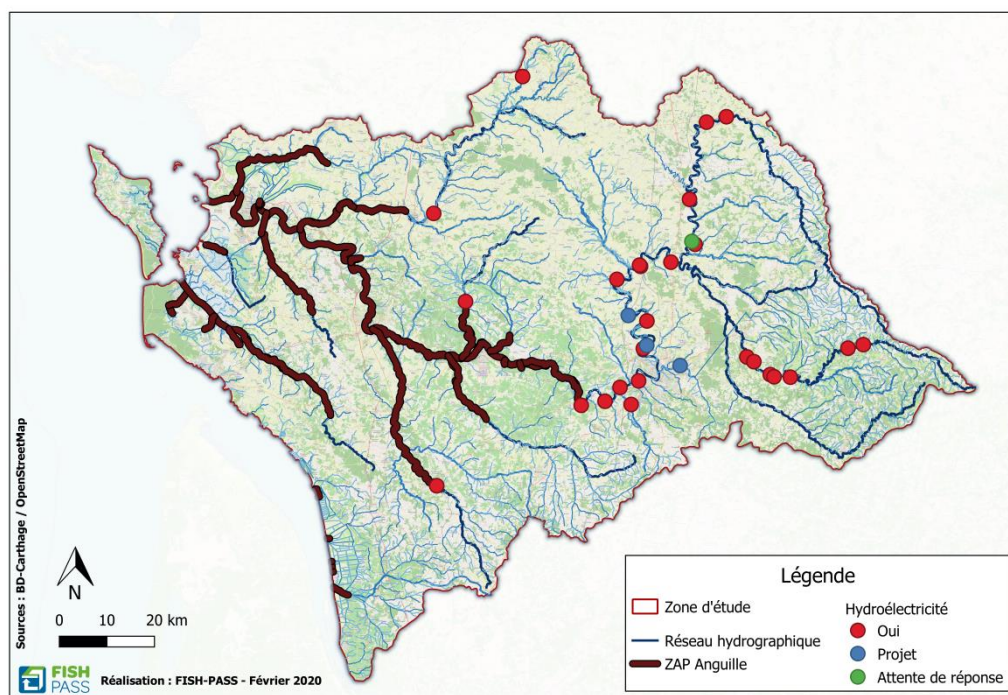 Sources : BD-Carthage / OpenStreetMap
N
0 10 20 km
FISH
PASS
Réalisation : FISH-PASS - Février 2020
Légende
Zone d'étude
Réseau hydrographique
ZAP Anguille
Hydroélectricité
Oui
Projet
Attente de réponse